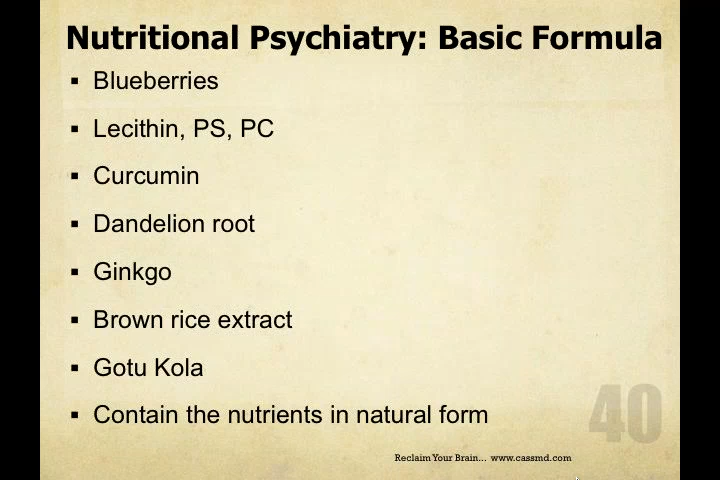 Nutritional Psychiatry: Basic Formula
▪ Blueberries
▪ Lecithin, PS, PC
▪ Curcumin
▪ Dandelion root
▪ Ginkgo
▪ Brown rice extract
▪ Gotu Kola
▪ Contain the nutrients in natural form
40
Reclaim Your Brain... www.cassmd.com